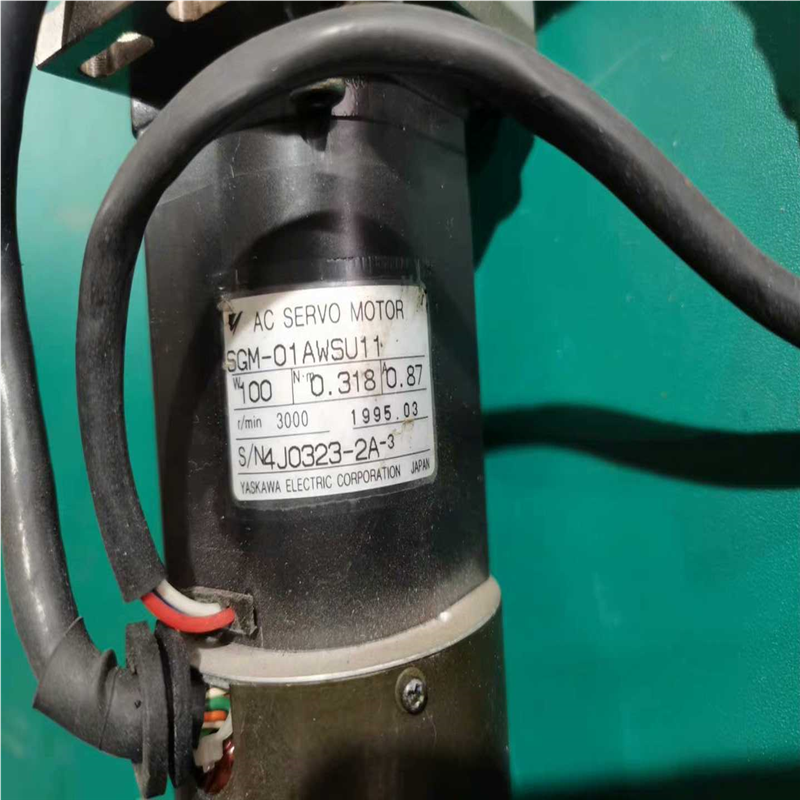 AC SERVO MOTOR
SGM-01AWSU11
W 100 N·m 0.318 A 0.87
r/min 3000 1995.03
S/N 4J0323-2A-3
YASKAWA ELECTRIC CORPORATION JAPAN